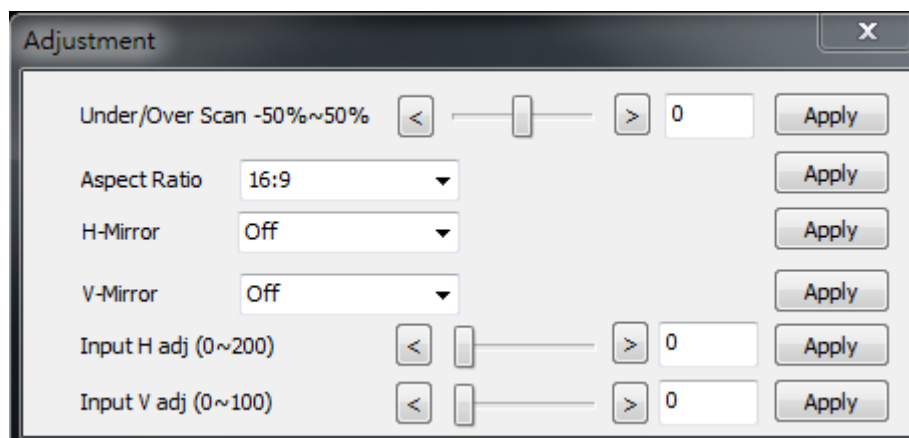 Adjustment x
Under/Over Scan -50%~50% < > 0 Apply
Aspect Ratio 16:9 Apply
H-Mirror Off Apply
V-Mirror Off Apply
Input H adj (0~200) < > 0 Apply
Input V adj (0~100) < > 0 Apply